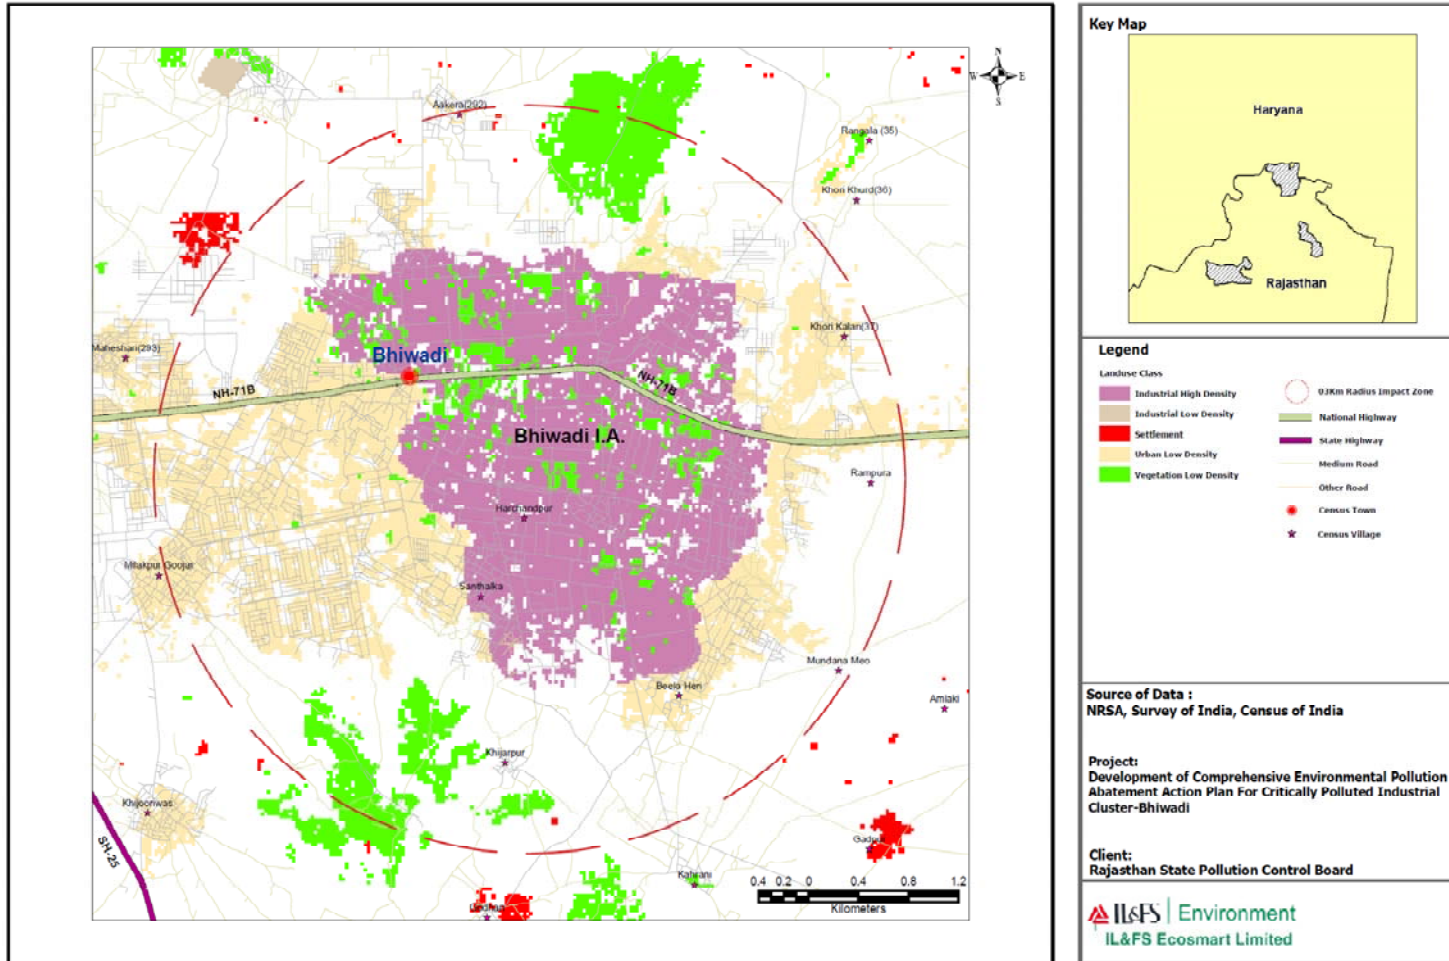 N
W
E
S
Aakera(292)
Rangala (35)
Khori Khurd(36)
Khori Kalan(37)
Maheshari(293)
Bhiwadi
NH-71B
NH-71B
Bhiwadi I.A.
Rampura
Harchandpur
Milakpur Goojar
Santhalka
Mundana Meo
Beela Heri
Amlaki
Khijarpur
Khijooriwas
SH-25
Kahrani
0.4 0.2 0 0.4 0.8 1.2
Kilometers
Key Map
Haryana
Rajasthan
Legend
Landuse Class
Industrial High Density
Industrial Low Density
Settlement
Urban Low Density
Vegetation Low Density
03Km Radius Impact Zone
National Highway
State Highway
Medium Road
Other Road
Census Town
Census Village
Source of Data :
NRSA, Survey of India, Census of India
Project:
Development of Comprehensive Environmental Pollution
Abatement Action Plan For Critically Polluted Industrial
Cluster-Bhiwadi
Client:
Rajasthan State Pollution Control Board
IL&FS Environment
IL&FS Ecosmart Limited